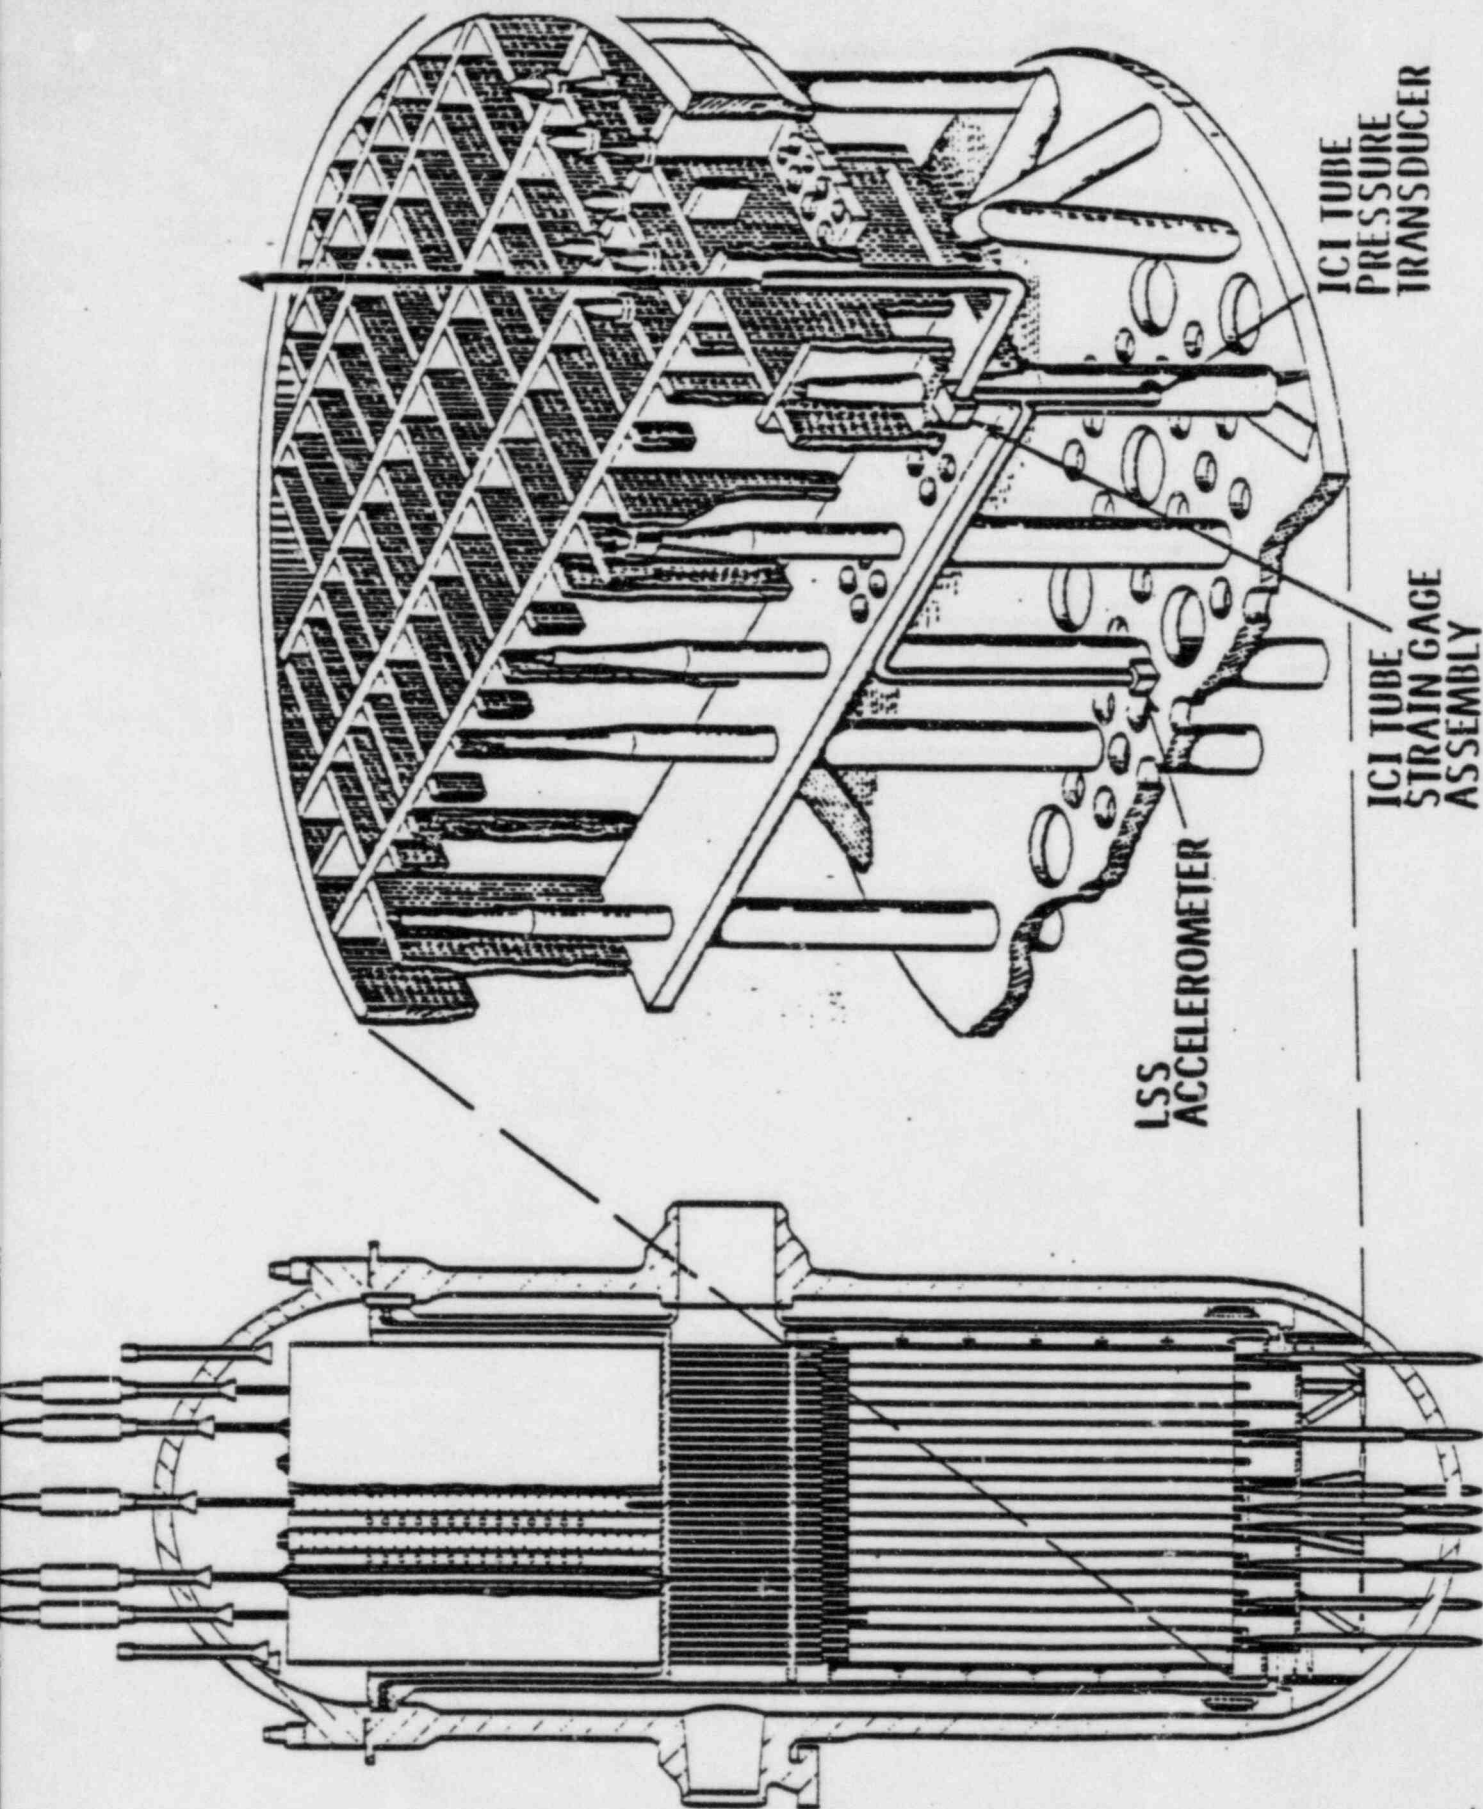 ICI TUBE
PRESSURE
TRANSDUCER
ICI TUBE
STRAIN GAGE
ASSEMBLY
LSS
ACCELEROMETER